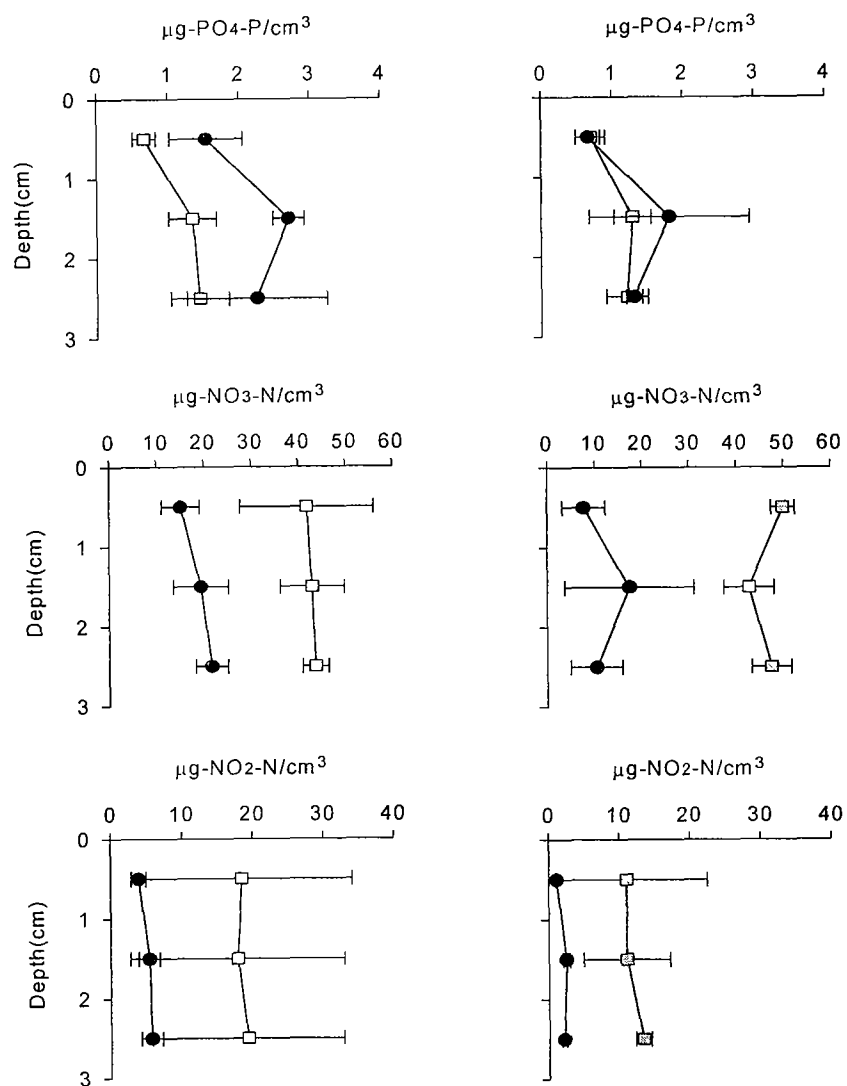 μg-PO4-P/cm³ μg-PO4-P/cm³
0 1 2 3 4 0 1 2 3 4
0
1
2
3
Depth(cm)
μg-NO3-N/cm³ μg-NO3-N/cm³
0 10 20 30 40 50 60 0 10 20 30 40 50 60
0
1
2
3
Depth(cm)
μg-NO2-N/cm³ μg-NO2-N/cm³
0 10 20 30 40 0 10 20 30 40
0
1
2
3
Depth(cm)